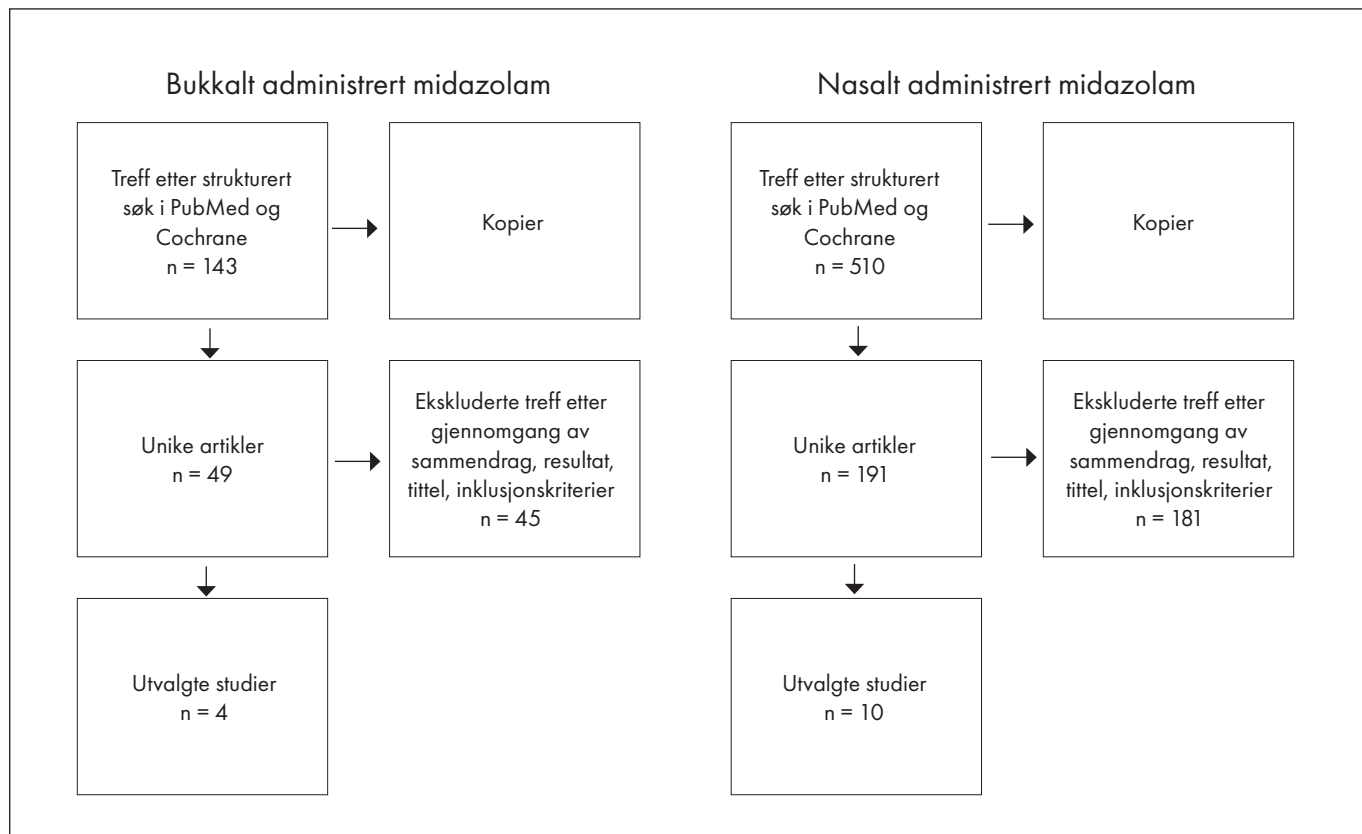 Bukkalt administrert midazolam
Treff etter strukturert
søk i PubMed og
Cochrane
n = 143
Kopier
Unike artikler
n = 49
Ekskluderte treff etter
gjennomgang av
sammendrag, resultat,
tittel, inklusjonskriterier
n = 45
Utvalgte studier
n = 4
Nasalt administrert midazolam
Treff etter strukturert
søk i PubMed og
Cochrane
n = 510
Kopier
Unike artikler
n = 191
Ekskluderte treff etter
gjennomgang av
sammendrag, resultat,
tittel, inklusjonskriterier
n = 181
Utvalgte studier
n = 10